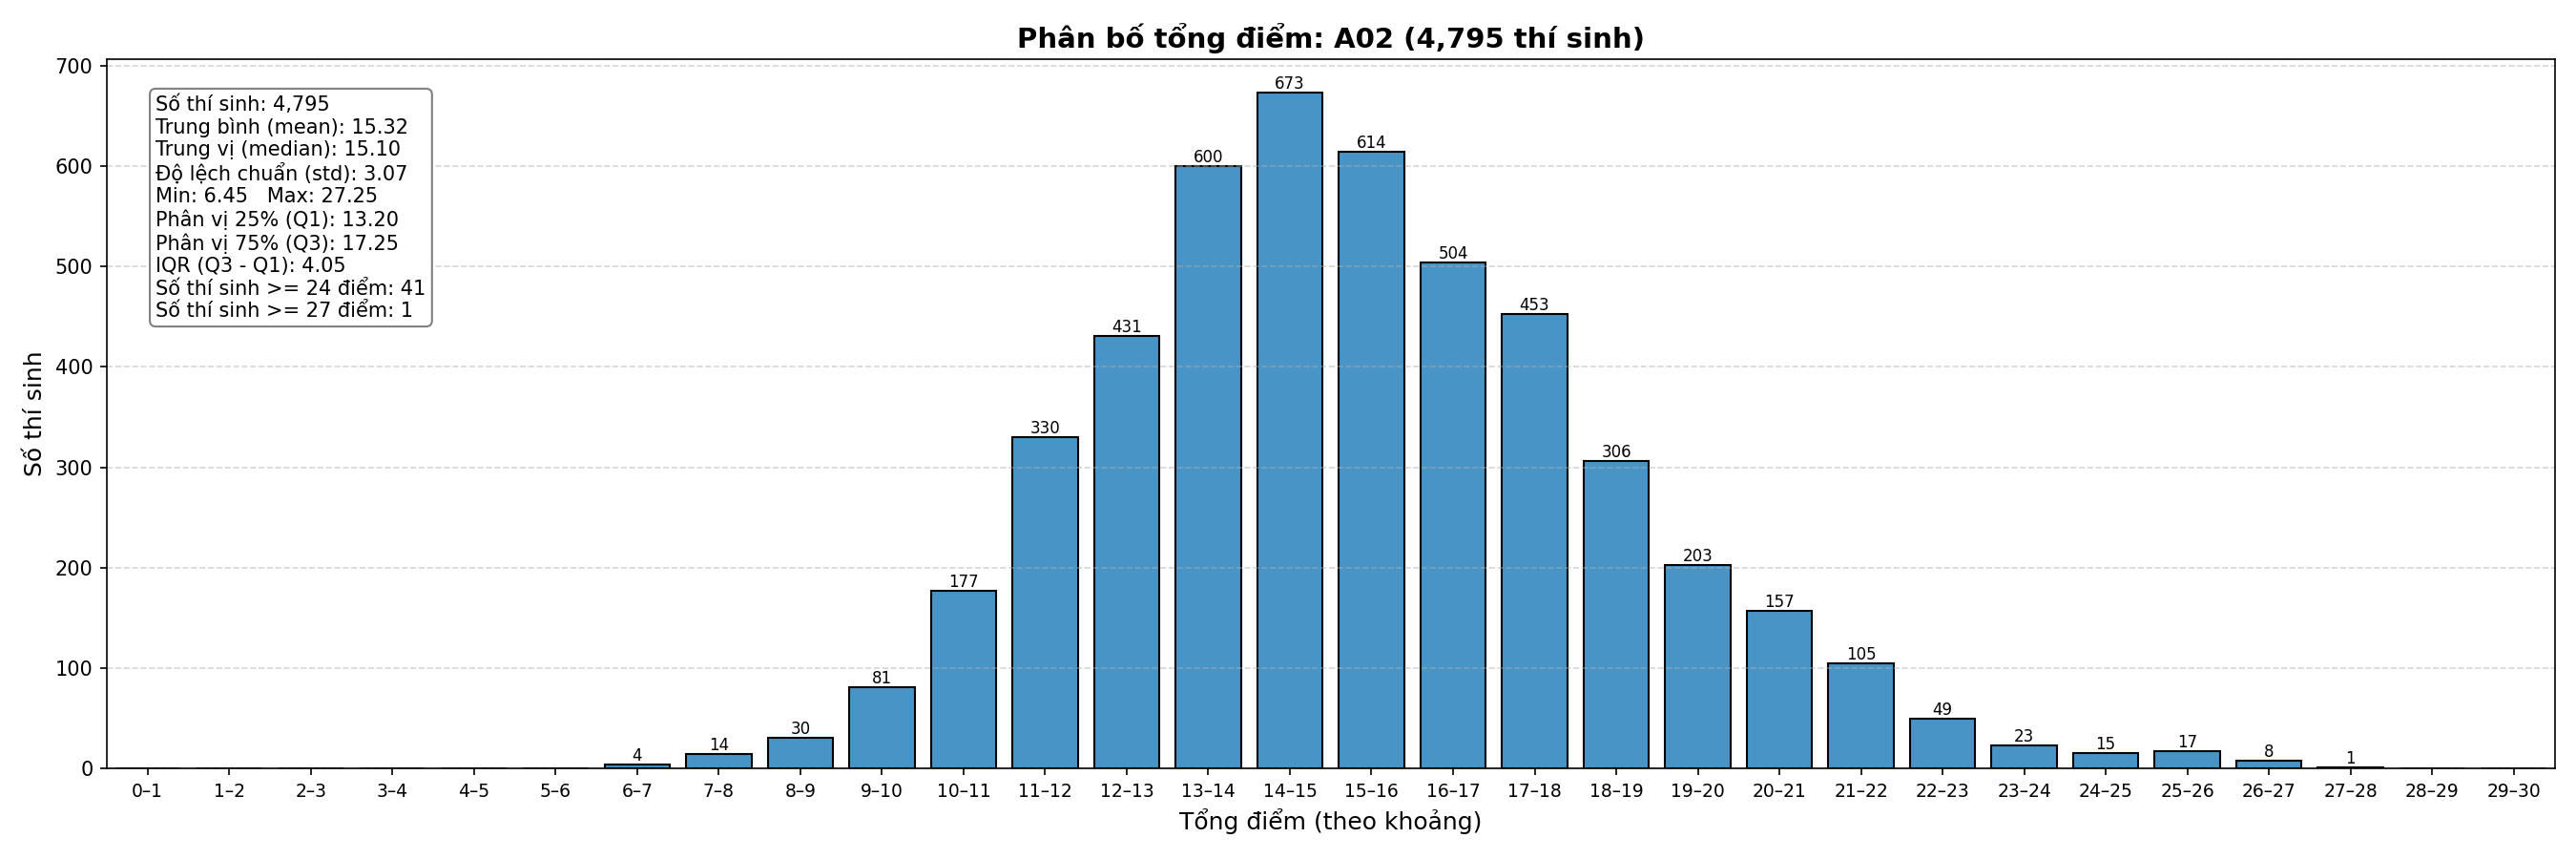 Phân bố tổng điểm: A02 (4,795 thí sinh)
Số thí sinh: 4,795
Trung bình (mean): 15.32
Trung vị (median): 15.10
Độ lệch chuẩn (std): 3.07
Min: 6.45   Max: 27.25
Phân vị 25% (Q1): 13.20
Phân vị 75% (Q3): 17.25
IQR (Q3 - Q1): 4.05
Số thí sinh >= 24 điểm: 41
Số thí sinh >= 27 điểm: 1
Số thí sinh
700
600
500
400
300
200
100
0
4
14
30
81
177
330
431
600
673
614
504
453
306
203
157
105
49
23
15
17
8
1
0–1 1–2 2–3 3–4 4–5 5–6 6–7 7–8 8–9 9–10 10–11 11–12 12–13 13–14 14–15 15–16 16–17 17–18 18–19 19–20 20–21 21–22 22–23 23–24 24–25 25–26 26–27 27–28 28–29 29–30
Tổng điểm (theo khoảng)